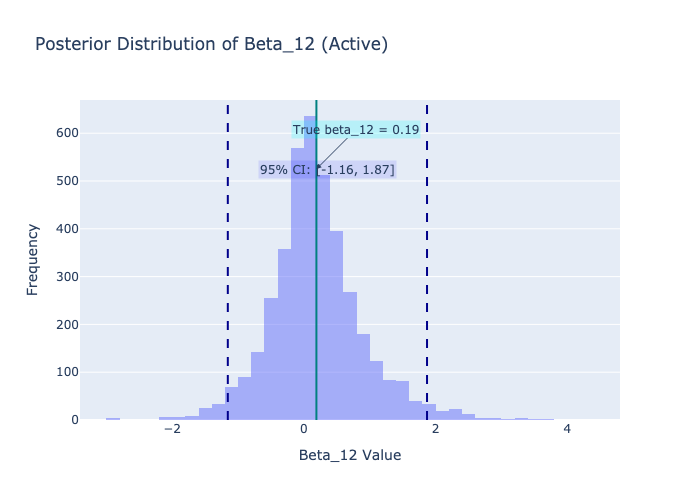 Posterior Distribution of Beta_12 (Active)
True beta_12 = 0.19
95% CI: [-1.16, 1.87]
Frequency
600
500
400
300
200
100
0
−2
0
2
4
Beta_12 Value